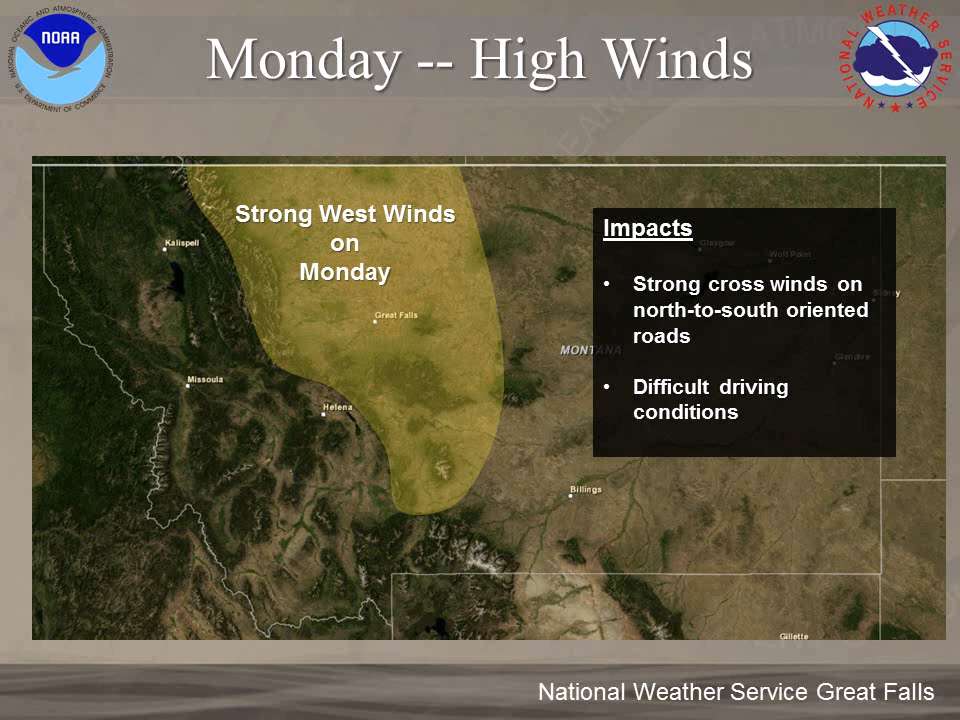 NATIONAL OCEANIC AND ATMOSPHERIC ADMINISTRATION
NOAA
U.S. DEPARTMENT OF COMMERCE
Monday -- High Winds
NATIONAL WEATHER SERVICE
Strong West Winds
on
Monday
Kalispell
Great Falls
Missoula
Helena
MONTANA
Billings
Gillette
Glasgow
Wolf Point
Sidney
Glendive
Impacts
• Strong cross winds on
north-to-south oriented
roads
• Difficult driving
conditions
National Weather Service Great Falls